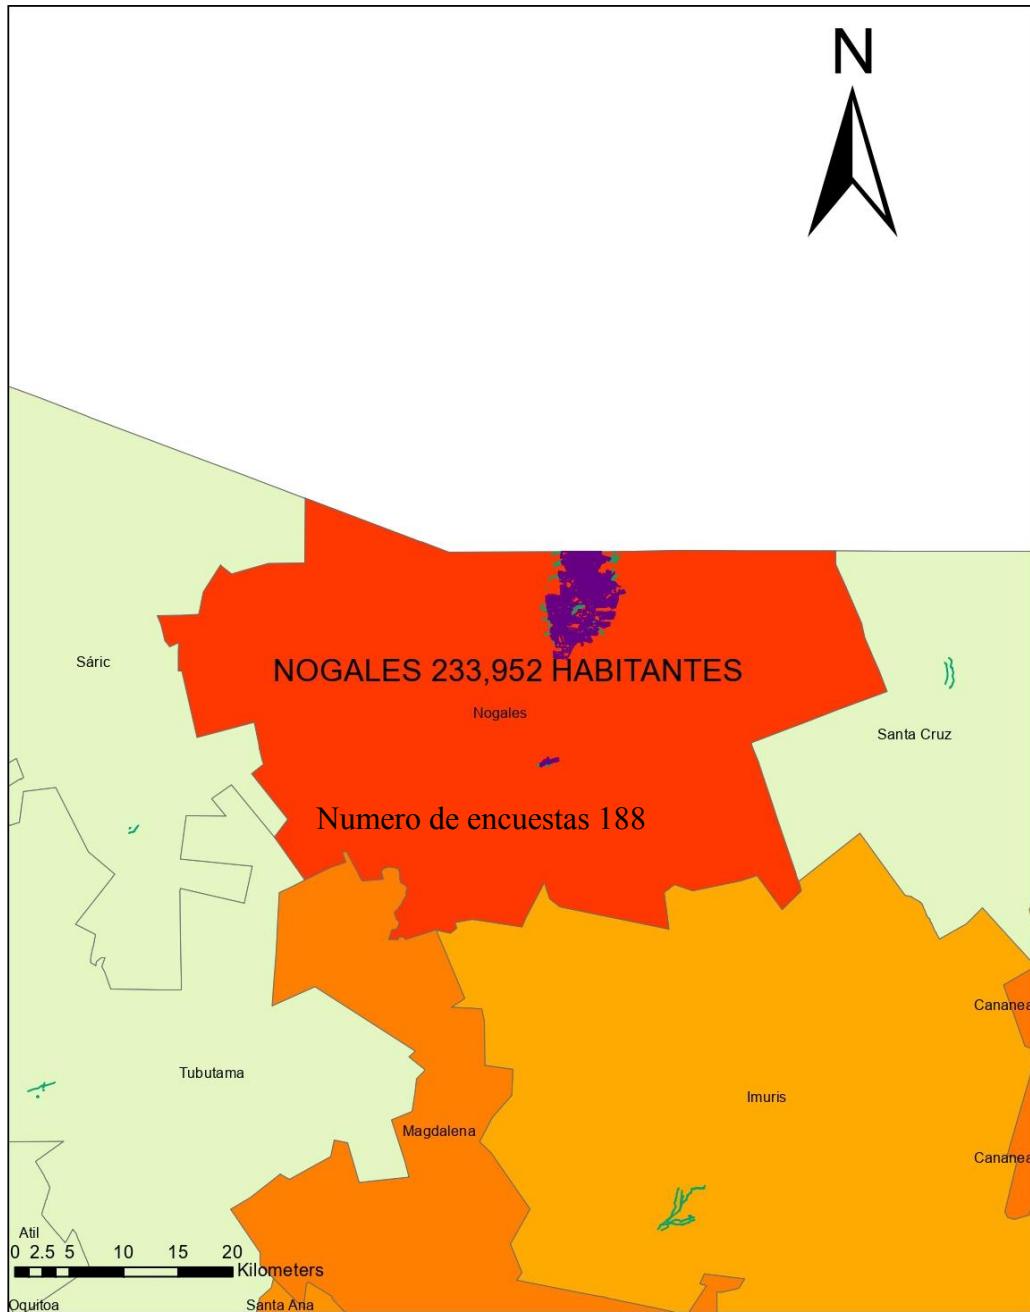 N
Sáric
NOGALES 233,952 HABITANTES
Nogales
Santa Cruz
Numero de encuestas 188
Cananea
Tubutama
Imuris
Magdalena
Cananea
Atil
0 2.5 5 10 15 20
Kilometers
Oquitoa
Santa Ana